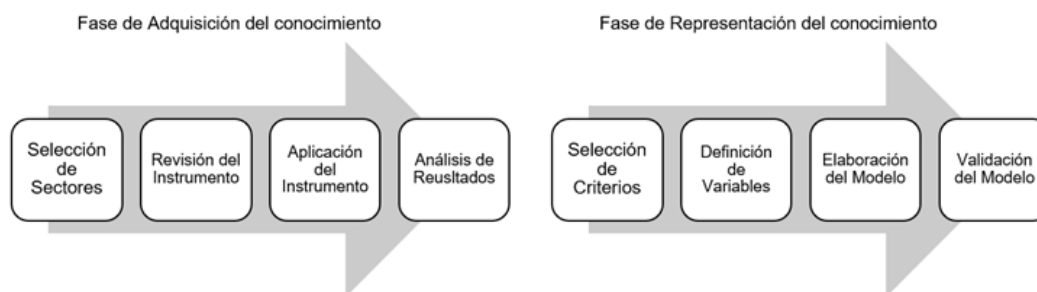 Fase de Adquisición del conocimiento
Selección
de
Sectores
Revisión del
Instrumento
Aplicación
del
Instrumento
Análisis de
Reusltados
Fase de Representación del conocimiento
Selección
de
Criterios
Definición
de
Variables
Elaboración
del Modelo
Validación
del Modelo